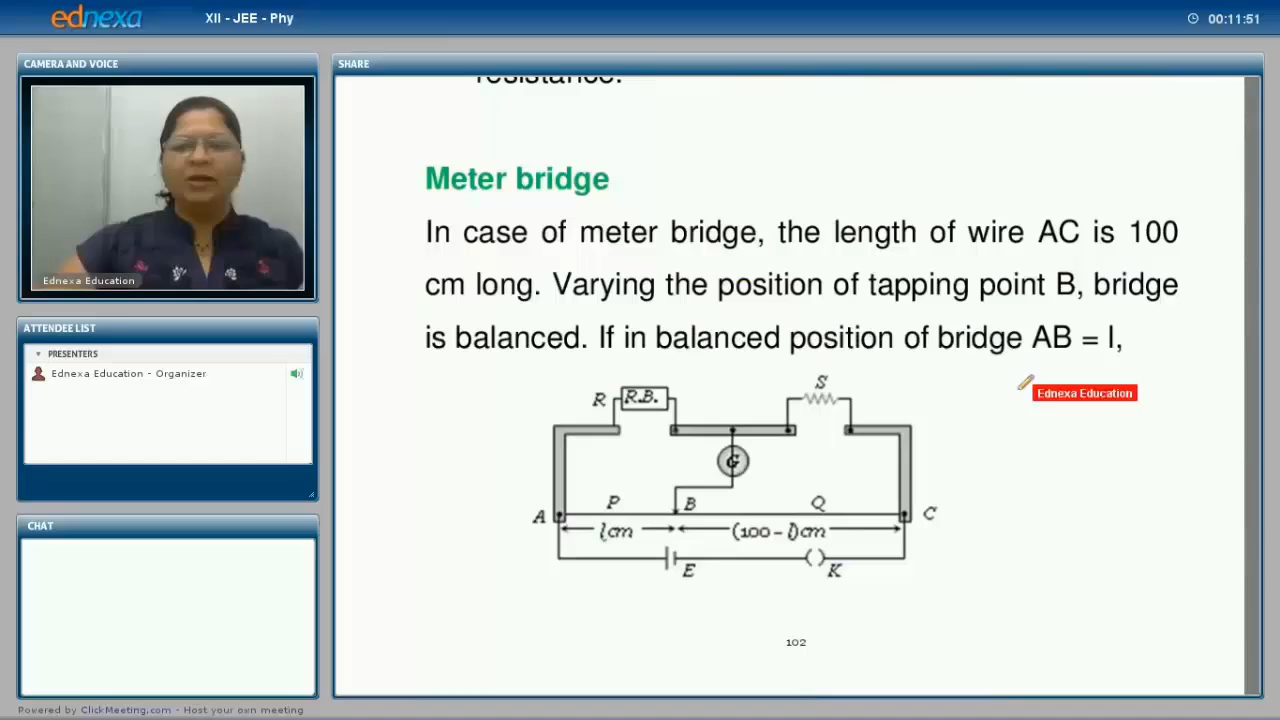 ednexa
XII - JEE - Phy
00:11:51
CAMERA AND VOICE
Ednexa Education
ATTENDEE LIST
PRESENTERS
Ednexa Education - Organizer
CHAT
Powered by ClickMeeting.com - Host your own meeting
SHARE
resistance.
Meter bridge
In case of meter bridge, the length of wire AC is 100
cm long. Varying the position of tapping point B, bridge
is balanced. If in balanced position of bridge AB = l,
Ednexa Education
R R.B. S
G
A P B Q C
l cm (100 - l) cm
E K
102